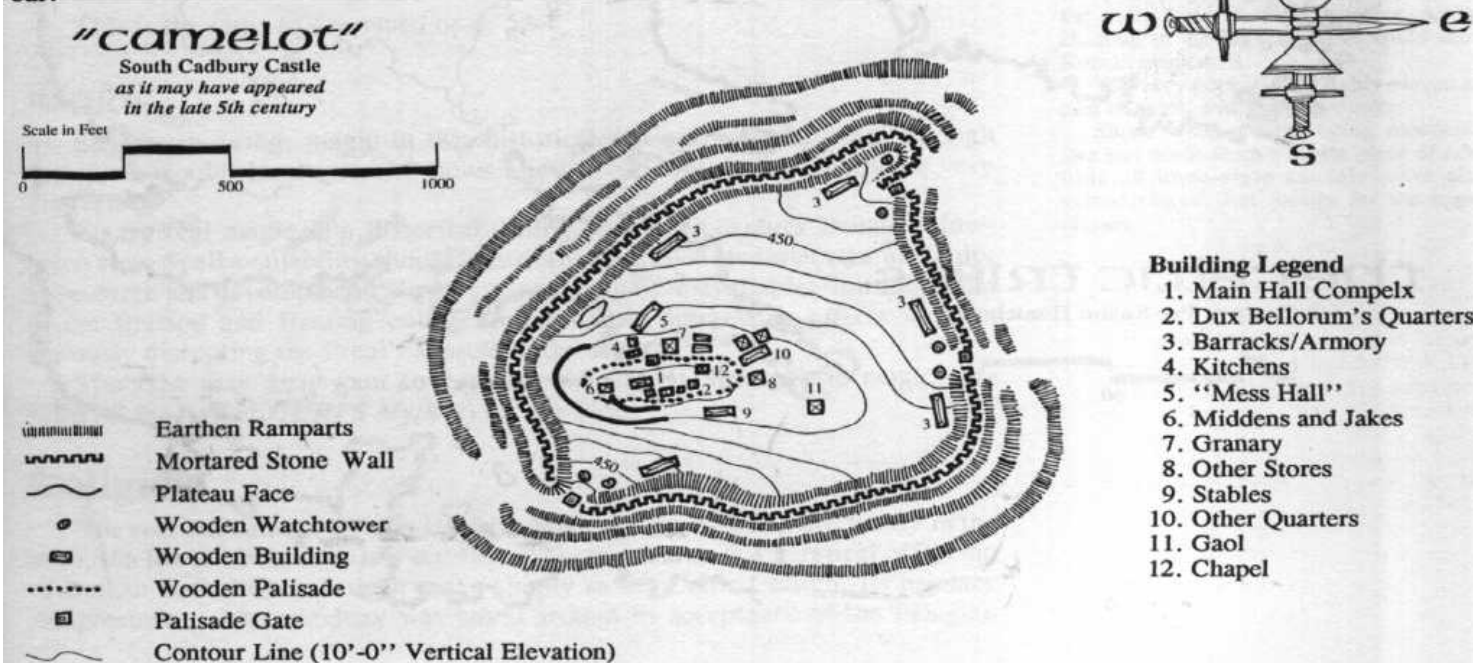 "camelot"
South Cadbury Castle
as it may have appeared
in the late 5th century
Scale in Feet
0 500 1000
W E
S
450
3
3
3
5
7
4
10
12
6
1
2
8
11
9
3
450
Earthen Ramparts
Mortared Stone Wall
Plateau Face
Wooden Watchtower
Wooden Building
Wooden Palisade
Palisade Gate
Contour Line (10'-0'' Vertical Elevation)
Building Legend
1. Main Hall Compelx
2. Dux Bellorum's Quarters
3. Barracks/Armory
4. Kitchens
5. "Mess Hall"
6. Middens and Jakes
7. Granary
8. Other Stores
9. Stables
10. Other Quarters
11. Gaol
12. Chapel